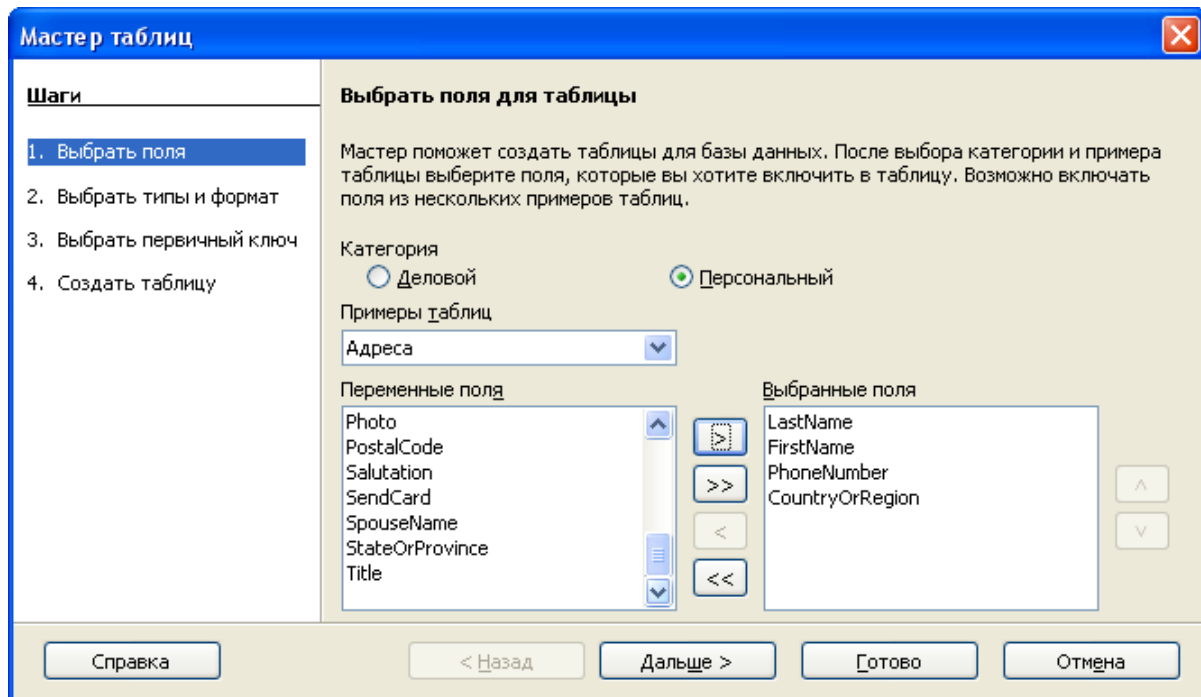 Мастер таблиц
Шаги
1. Выбрать поля
2. Выбрать типы и формат
3. Выбрать первичный ключ
4. Создать таблицу
Выбрать поля для таблицы
Мастер поможет создать таблицы для базы данных. После выбора категории и примера
таблицы выберите поля, которые вы хотите включить в таблицу. Возможно включать
поля из нескольких примеров таблиц.
Категория
Деловой Персональный
Примеры таблиц
Адреса
Переменные поля
Photo
PostalCode
Salutation
SendCard
SpouseName
StateOrProvince
Title
>
>>
<
<<
Выбранные поля
LastName
FirstName
PhoneNumber
CountryOrRegion
Справка < Назад Дальше > Готово Отмена